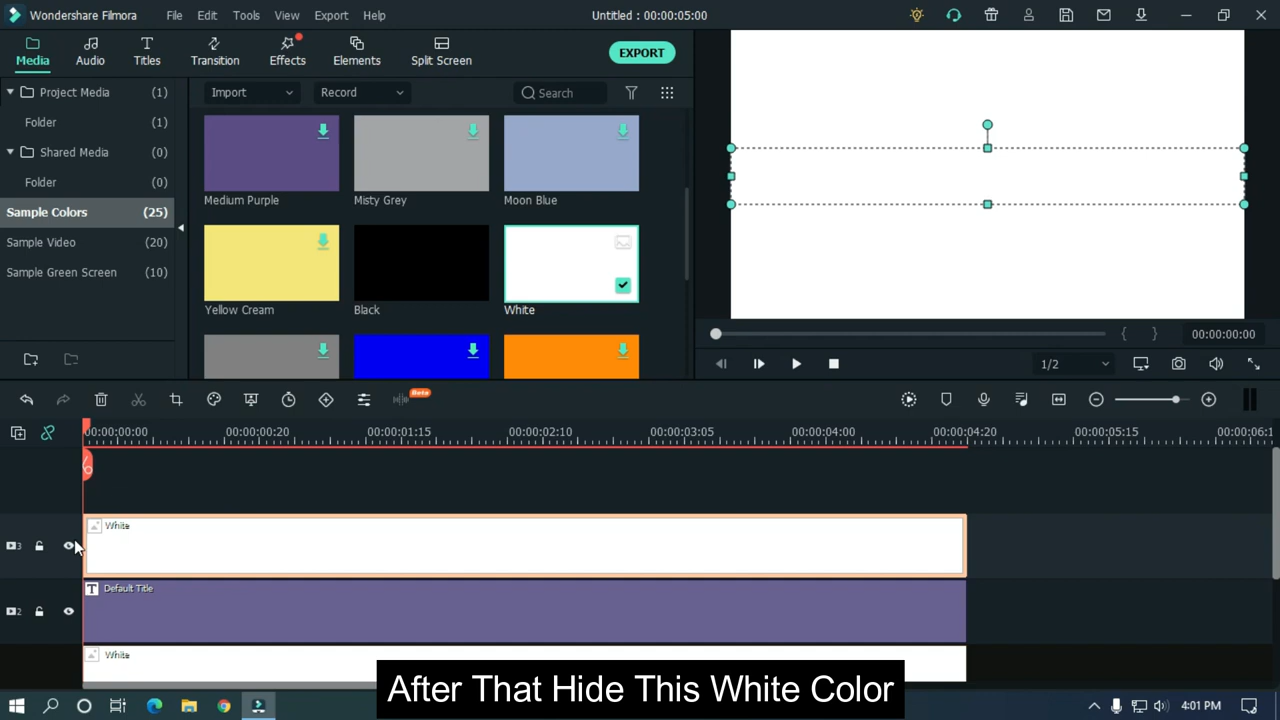 Wondershare Filmora
File
Edit
Tools
View
Export
Help
Untitled : 00:00:05:00
Media
Audio
Titles
Transition
Effects
Elements
Split Screen
EXPORT
Project Media (1)
Folder (1)
Shared Media (0)
Folder (0)
Sample Colors (25)
Sample Video (20)
Sample Green Screen (10)
Import
Record
Search
Medium Purple
Misty Grey
Moon Blue
Yellow Cream
Black
White
{ }
00:00:00:00
1/2
Beta
00:00:00:00
00:00:00:20
00:00:01:15
00:00:02:10
00:00:03:05
00:00:04:00
00:00:04:20
00:00:05:15
00:00:06:1
White
3
T Default Title
2
White
After That Hide This White Color
4:01 PM